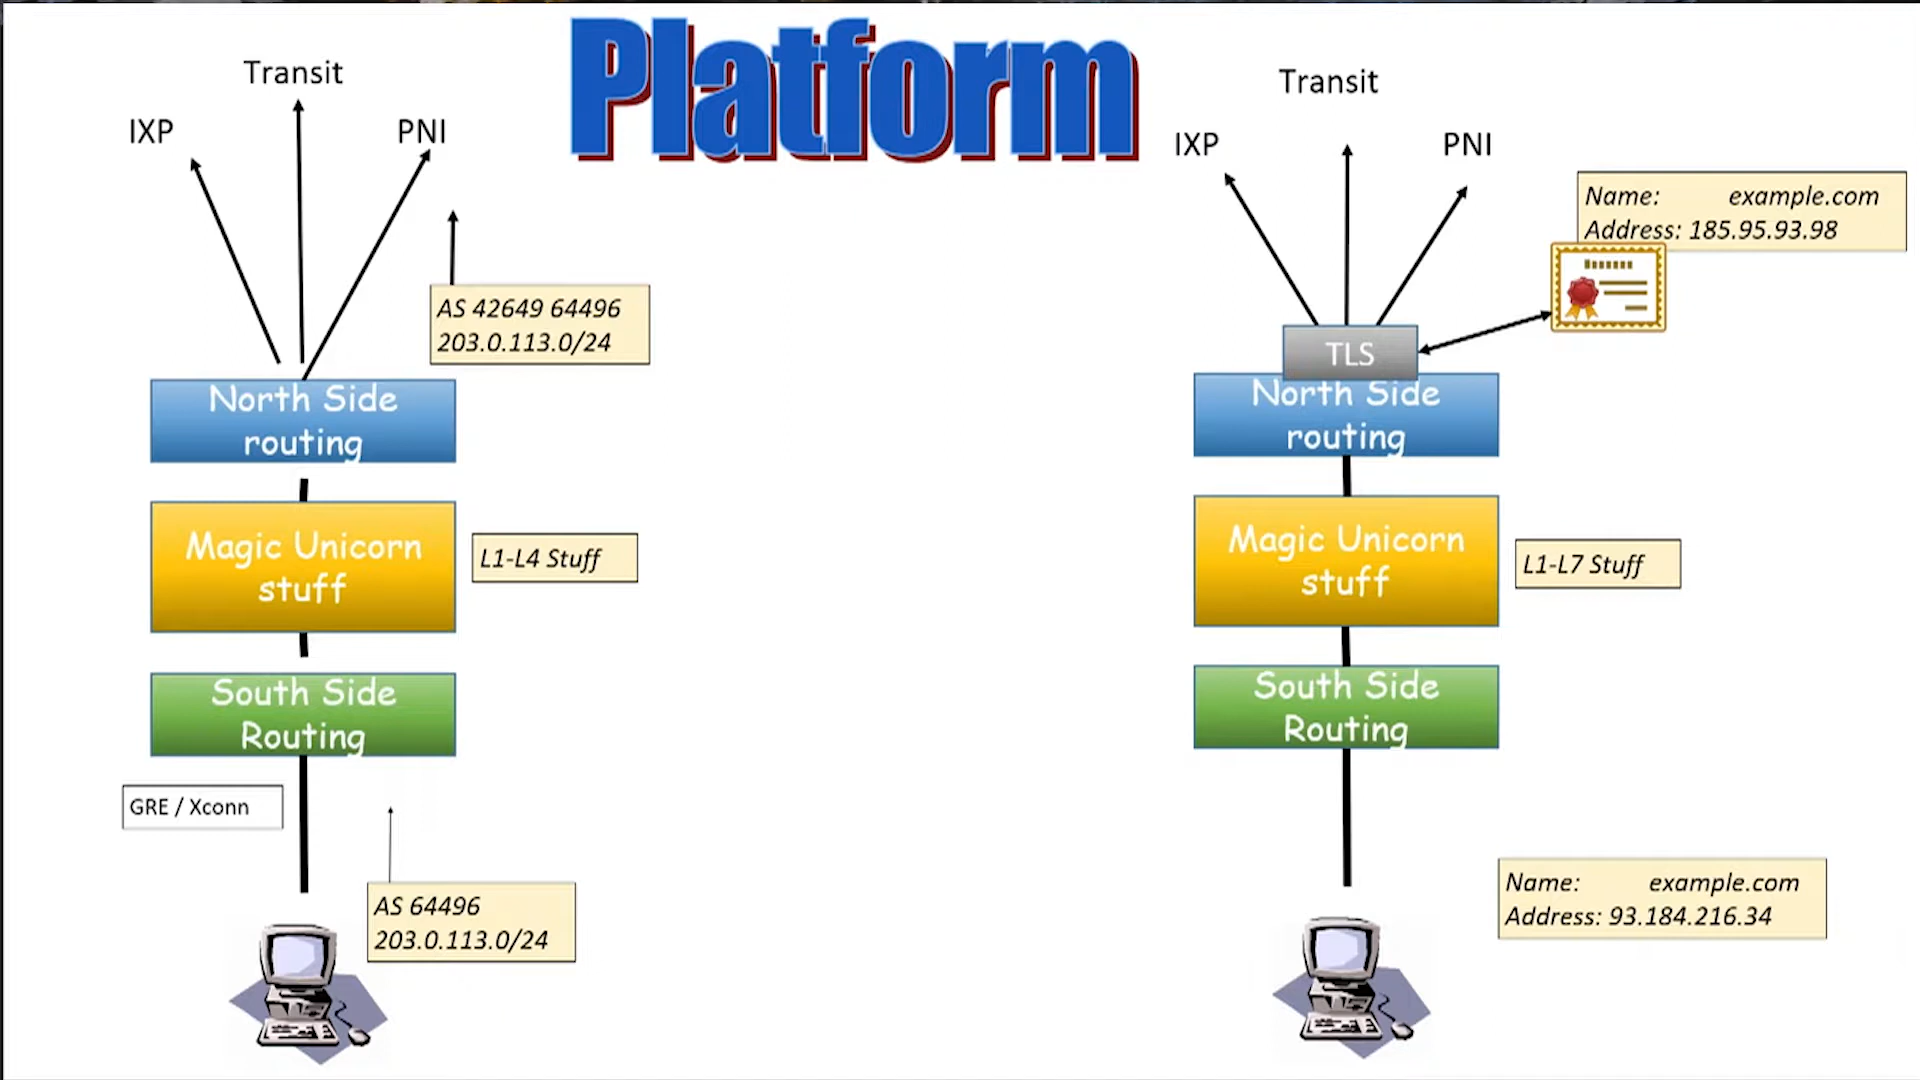 Platform
Transit
IXP
PNI
AS 42649 64496
203.0.113.0/24
North Side
routing
Magic Unicorn
stuff
L1-L4 Stuff
South Side
Routing
GRE / Xconn
AS 64496
203.0.113.0/24
Transit
IXP
PNI
Name: example.com
Address: 185.95.93.98
TLS
North Side
routing
Magic Unicorn
stuff
L1-L7 Stuff
South Side
Routing
Name: example.com
Address: 93.184.216.34